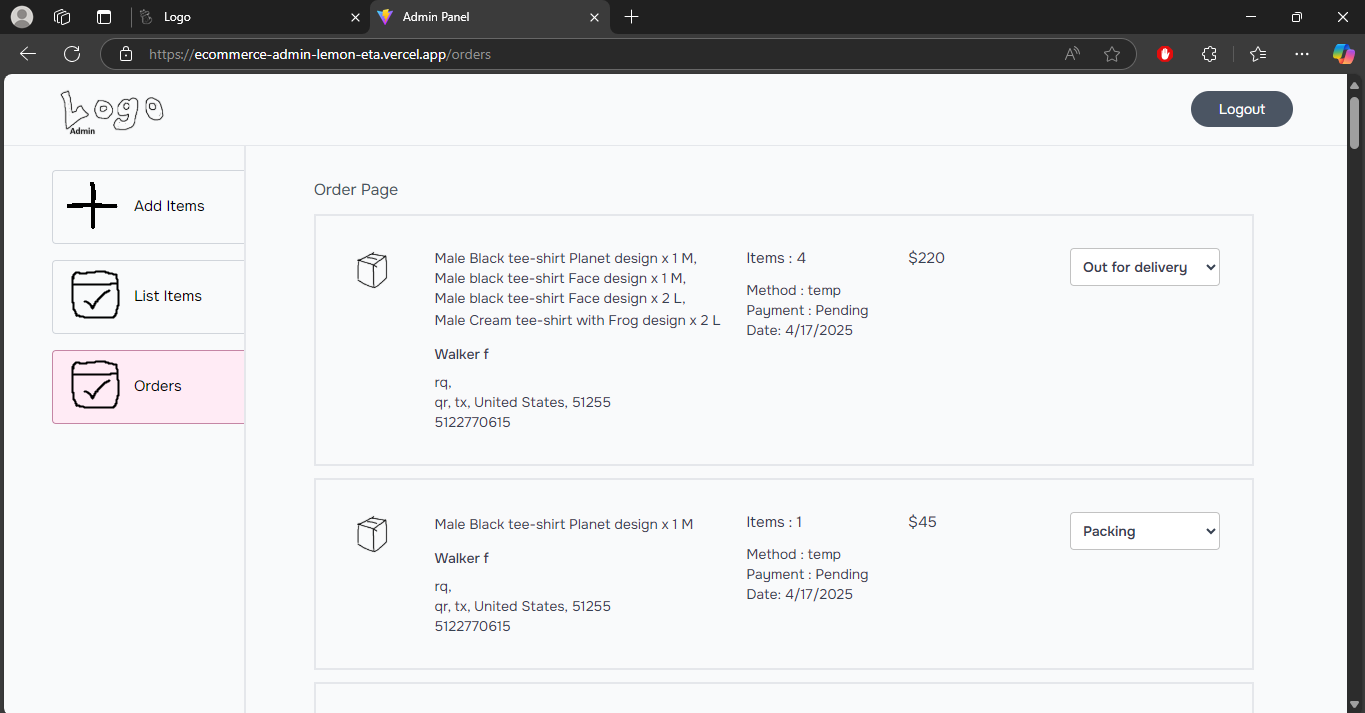 Logo
Admin Panel
https://ecommerce-admin-lemon-eta.vercel.app/orders
Logo
Admin
Logout
Add Items
List Items
Orders
Order Page
Male Black tee-shirt Planet design x 1 M,
Male black tee-shirt Face design x 1 M,
Male black tee-shirt Face design x 2 L,
Male Cream tee-shirt with Frog design x 2 L
Walker f
rq,
qr, tx, United States, 51255
5122770615
Items : 4
Method : temp
Payment : Pending
Date: 4/17/2025
$220
Out for delivery
Male Black tee-shirt Planet design x 1 M
Walker f
rq,
qr, tx, United States, 51255
5122770615
Items : 1
Method : temp
Payment : Pending
Date: 4/17/2025
$45
Packing